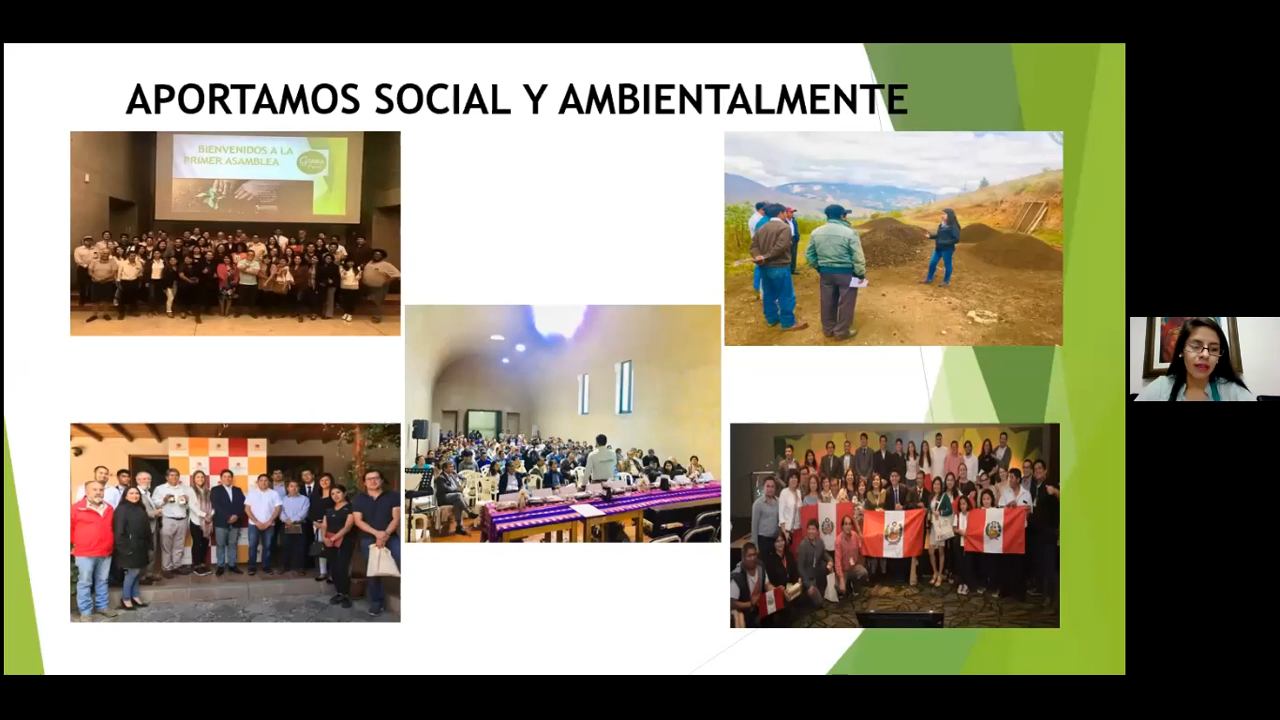 APORTAMOS SOCIAL Y AMBIENTALMENTE
BIENVENIDOS A LA
PRIMER ASAMBLEA